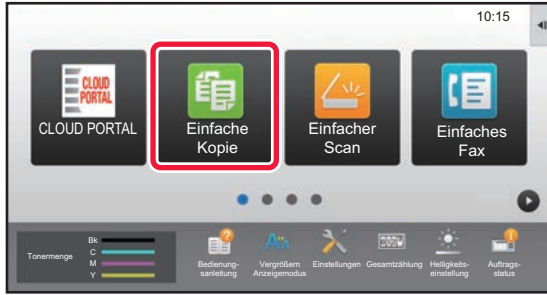 10:15
CLOUD
PORTAL
CLOUD PORTAL
Einfache
Kopie
Einfacher
Scan
Einfaches
Fax
Tonermenge
Bk
C
M
Y
Bedienung-
sanleitung
Vergrößern
Anzeigemodus
Einstellungen
Gesamtzählung
Helligkeits-
einstellung
Auftrags-
status